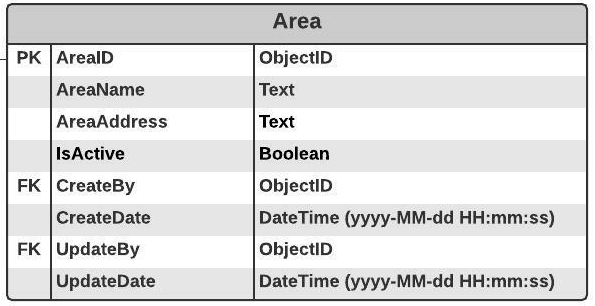 Area
PK AreaID ObjectID
AreaName Text
AreaAddress Text
IsActive Boolean
FK CreateBy ObjectID
CreateDate DateTime (yyyy-MM-dd HH:mm:ss)
FK UpdateBy ObjectID
UpdateDate DateTime (yyyy-MM-dd HH:mm:ss)